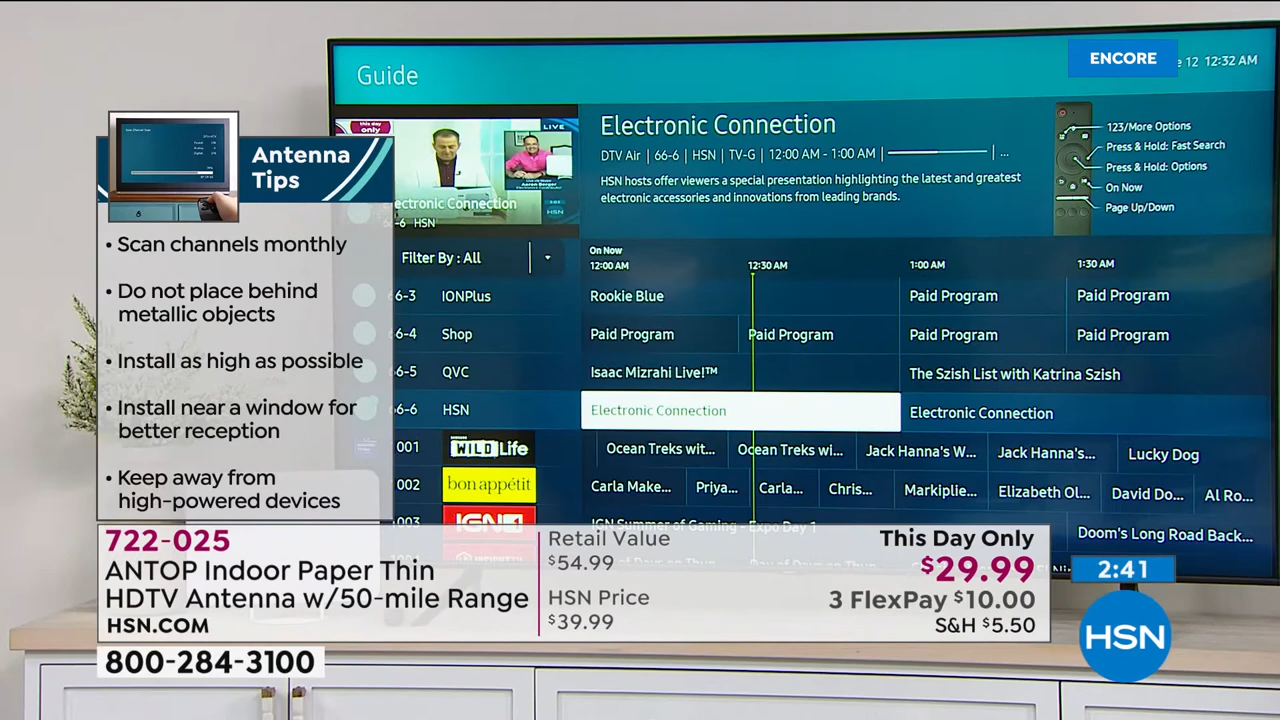 Guide
ENCORE
12 12:32 AM
this day
only
LIVE
Electronic Connection
DTV Air | 66-6 | HSN | TV-G | 12:00 AM - 1:00 AM | ...
HSN hosts offer viewers a special presentation highlighting the latest and greatest
electronic accessories and innovations from leading brands.
123/More Options
Press & Hold: Fast Search
Press & Hold: Options
On Now
Page Up/Down
Antenna
Tips
• Scan channels monthly
• Do not place behind
metallic objects
• Install as high as possible
• Install near a window for
better reception
• Keep away from
high-powered devices
Aaron Berger
HSN
Electronic Connection
66-6 HSN
Filter By : All
On Now
12:00 AM 12:30 AM 1:00 AM 1:30 AM
66-3 IONPlus Rookie Blue Paid Program Paid Program
66-4 Shop Paid Program Paid Program Paid Program Paid Program
66-5 QVC Isaac Mizrahi Live!™ The Szish List with Katrina Szish
66-6 HSN Electronic Connection Electronic Connection
001 WILD Life Ocean Treks wit... Ocean Treks wi... Jack Hanna's W... Jack Hanna's... Lucky Dog
002 bon appétit Carla Make... Priya... Carla... Chris... Markiplie... Elizabeth Ol... David Do... Al Ro...
003 IGN1 IGN Summer of Gaming - Expo Day 1 Doom's Long Road Back...
722-025
ANTOP Indoor Paper Thin
HDTV Antenna w/50-mile Range
HSN.COM
Retail Value
$54.99
HSN Price
$39.99
This Day Only
$29.99
3 FlexPay $10.00
S&H $5.50
2:41
HSN
800-284-3100